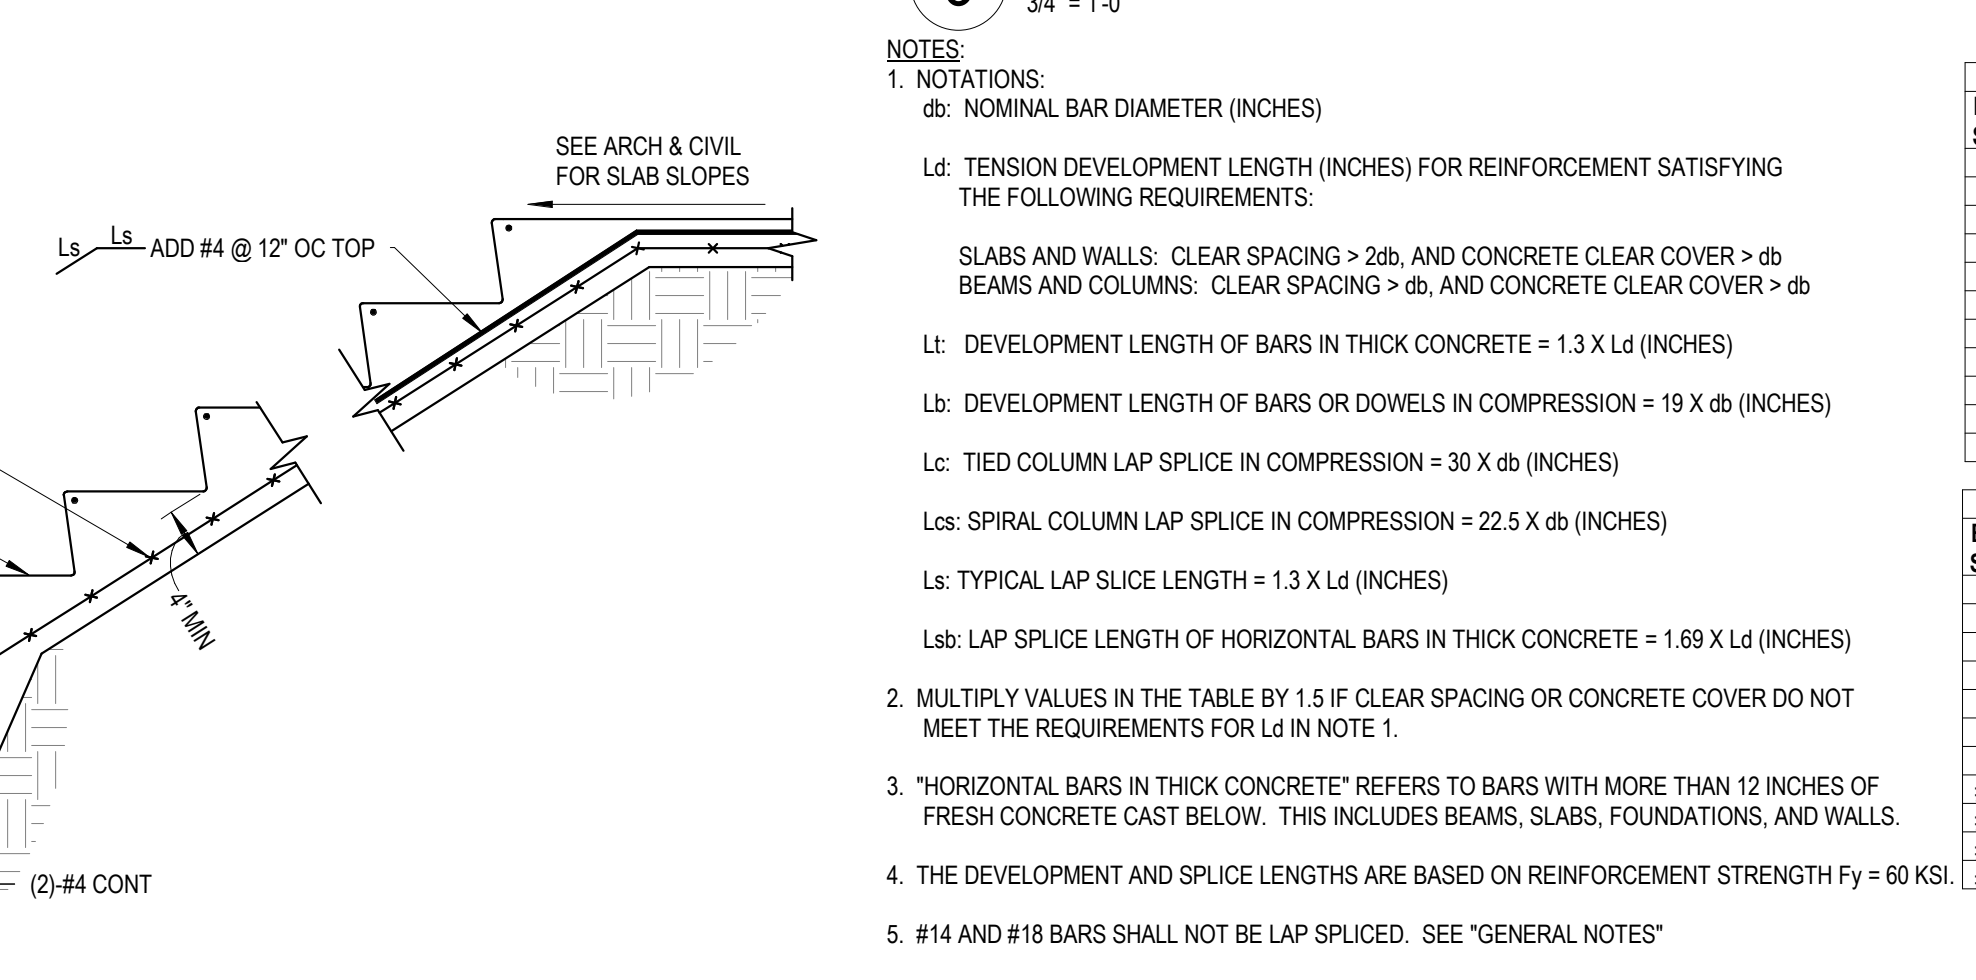 3/4" = 1'-0"
SEE ARCH & CIVIL
FOR SLAB SLOPES
Ls
Ls
ADD #4 @ 12" OC TOP
4" MIN
(2)-#4 CONT
NOTES:
1. NOTATIONS:
db: NOMINAL BAR DIAMETER (INCHES)
Ld: TENSION DEVELOPMENT LENGTH (INCHES) FOR REINFORCEMENT SATISFYING
THE FOLLOWING REQUIREMENTS:
SLABS AND WALLS: CLEAR SPACING > 2db, AND CONCRETE CLEAR COVER > db
BEAMS AND COLUMNS: CLEAR SPACING > db, AND CONCRETE CLEAR COVER > db
Lt: DEVELOPMENT LENGTH OF BARS IN THICK CONCRETE = 1.3 X Ld (INCHES)
Lb: DEVELOPMENT LENGTH OF BARS OR DOWELS IN COMPRESSION = 19 X db (INCHES)
Lc: TIED COLUMN LAP SPLICE IN COMPRESSION = 30 X db (INCHES)
Lcs: SPIRAL COLUMN LAP SPLICE IN COMPRESSION = 22.5 X db (INCHES)
Ls: TYPICAL LAP SLICE LENGTH = 1.3 X Ld (INCHES)
Lsb: LAP SPLICE LENGTH OF HORIZONTAL BARS IN THICK CONCRETE = 1.69 X Ld (INCHES)
2. MULTIPLY VALUES IN THE TABLE BY 1.5 IF CLEAR SPACING OR CONCRETE COVER DO NOT
MEET THE REQUIREMENTS FOR Ld IN NOTE 1.
3. "HORIZONTAL BARS IN THICK CONCRETE" REFERS TO BARS WITH MORE THAN 12 INCHES OF
FRESH CONCRETE CAST BELOW. THIS INCLUDES BEAMS, SLABS, FOUNDATIONS, AND WALLS.
4. THE DEVELOPMENT AND SPLICE LENGTHS ARE BASED ON REINFORCEMENT STRENGTH Fy = 60 KSI.
5. #14 AND #18 BARS SHALL NOT BE LAP SPLICED. SEE "GENERAL NOTES"